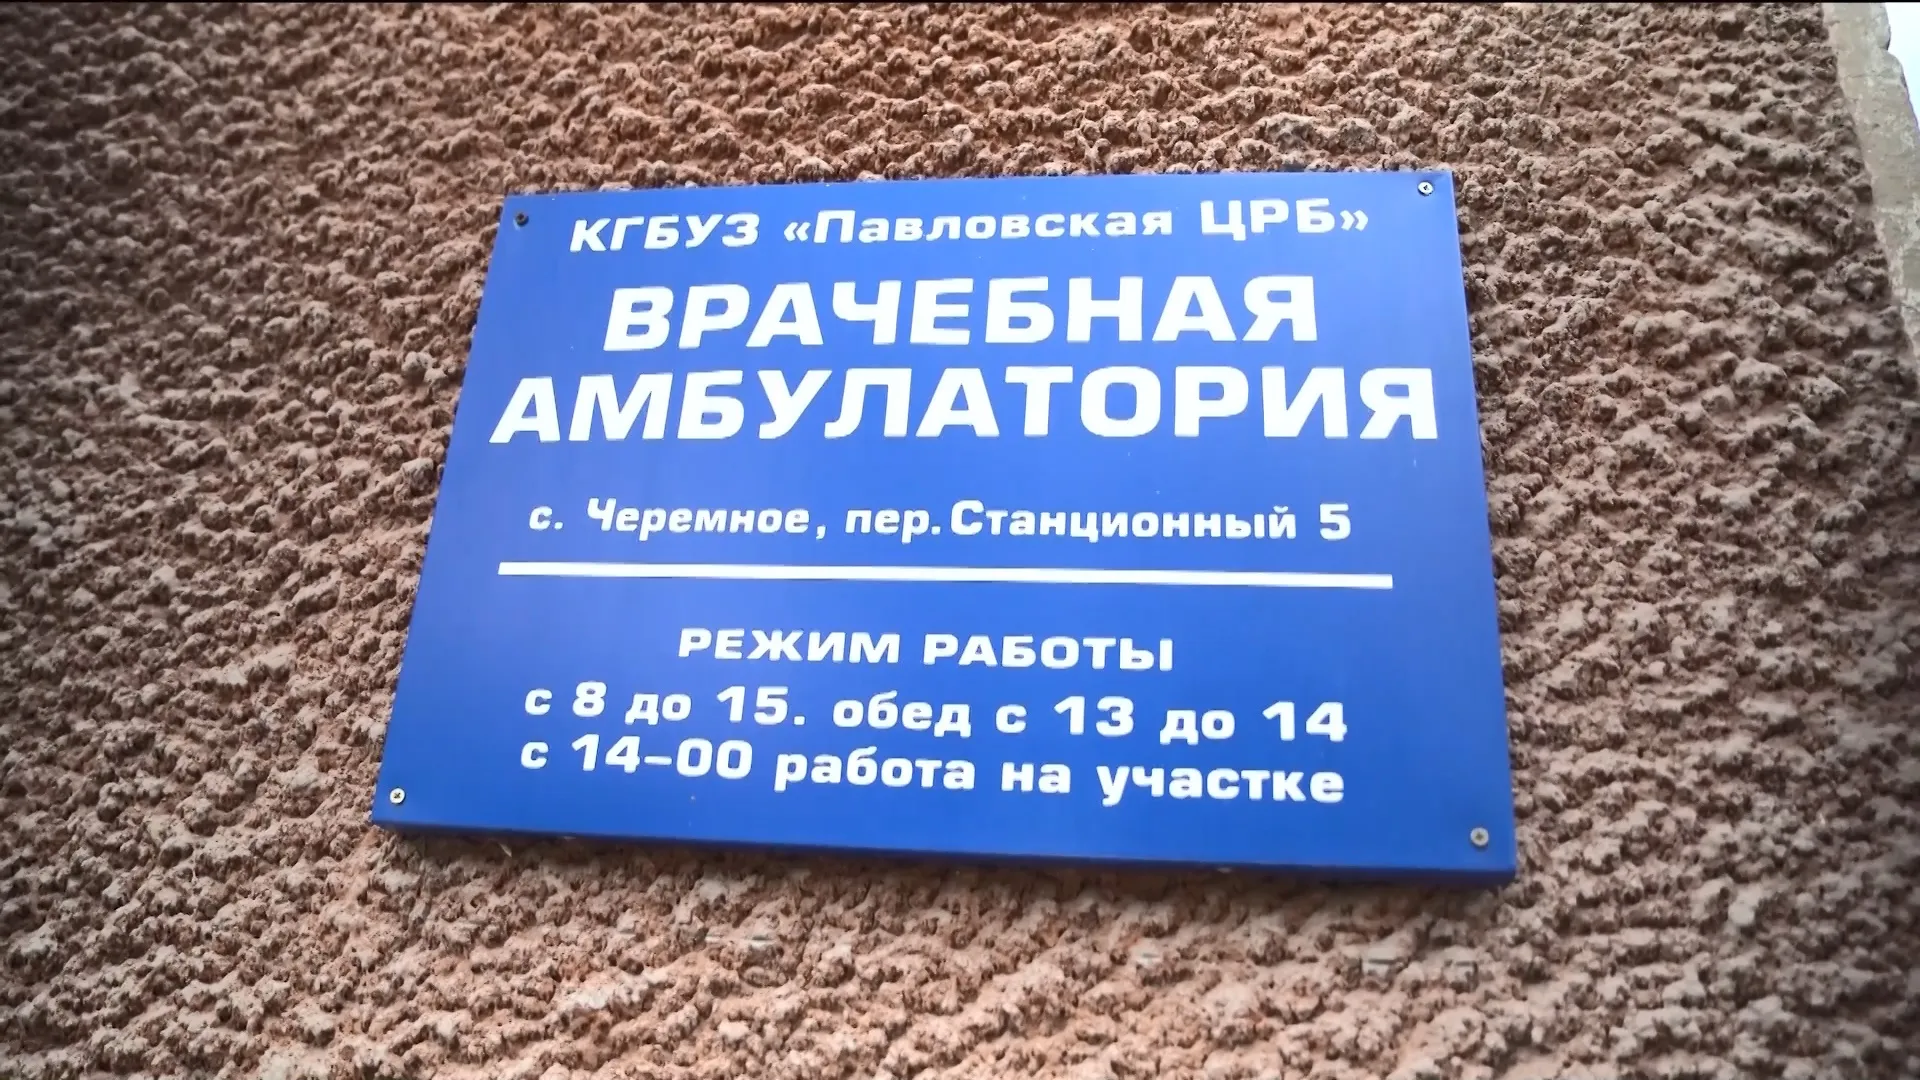 КГБУЗ «Павловская ЦРБ»
ВРАЧЕБНАЯ
АМБУЛАТОРИЯ
с. Черемное, пер. Станционный 5
РЕЖИМ РАБОТЫ
с 8 до 15. обед с 13 до 14
с 14-00 работа на участке